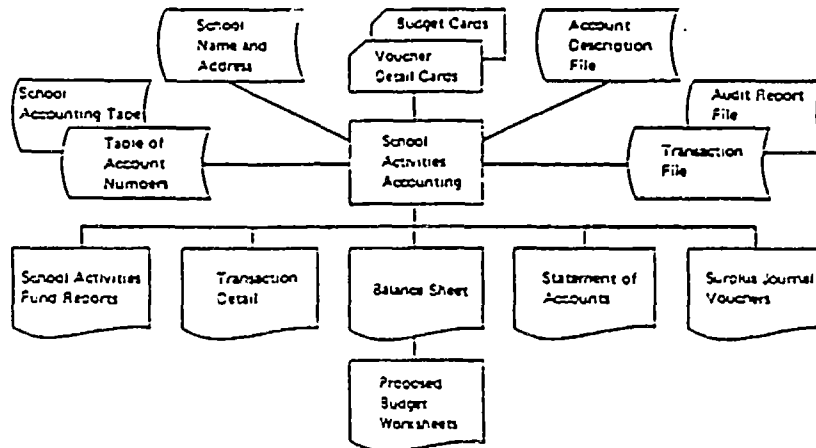 School
Name and
Address
Budget Cards
Voucher
Detail Cards
Account
Description
File
School
Accounting Tape
Table of
Account
Numbers
School
Activities
Accounting
Audit Report
File
Transaction
File
School Activities
Fund Reports
Transaction
Detail
Balance Sheet
Statement of
Accounts
Surplus Journal
Vouchers
Proposed
Budget
Worksheets